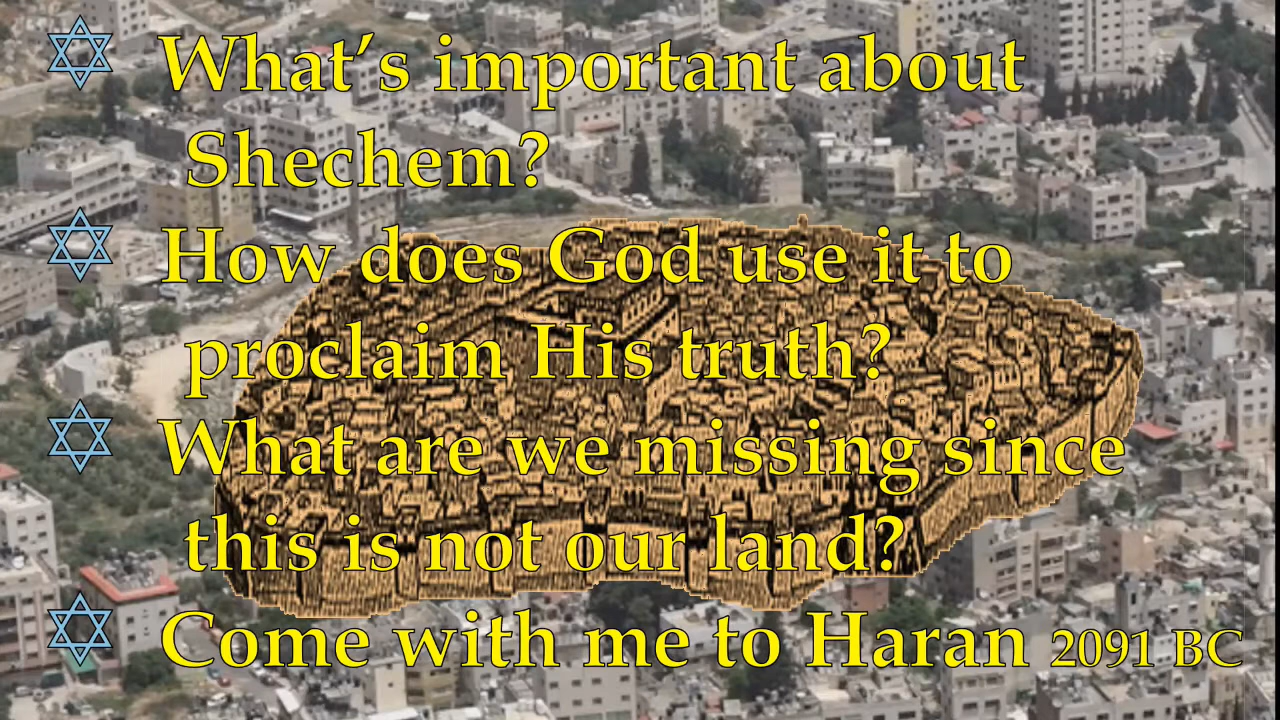 What’s important about
Shechem?
How does God use it to
proclaim His truth?
What are we missing since
this is not our land?
Come with me to Haran 2091 BC